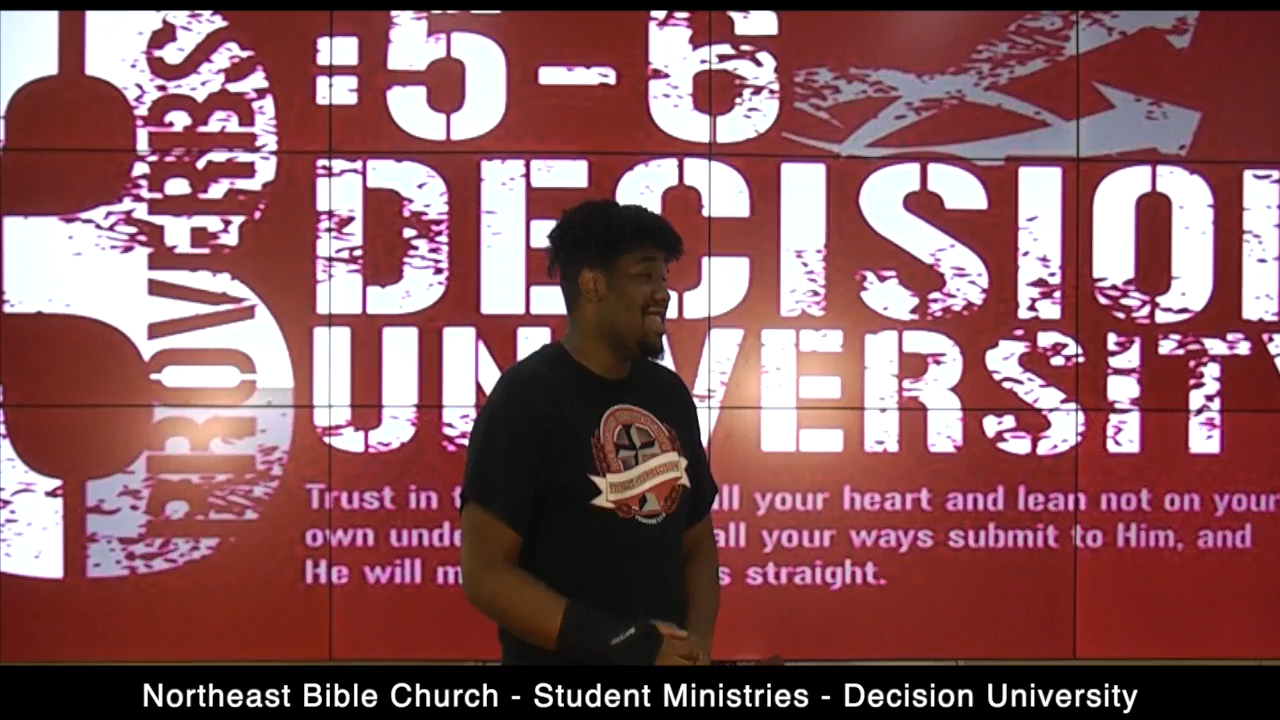 PROVERBS 3
:5-6
DECISION
UNIVERSITY
Trust in t ll your heart and lean not on your
own unde all your ways submit to Him, and
He will m s straight.
Northeast Bible Church - Student Ministries - Decision University